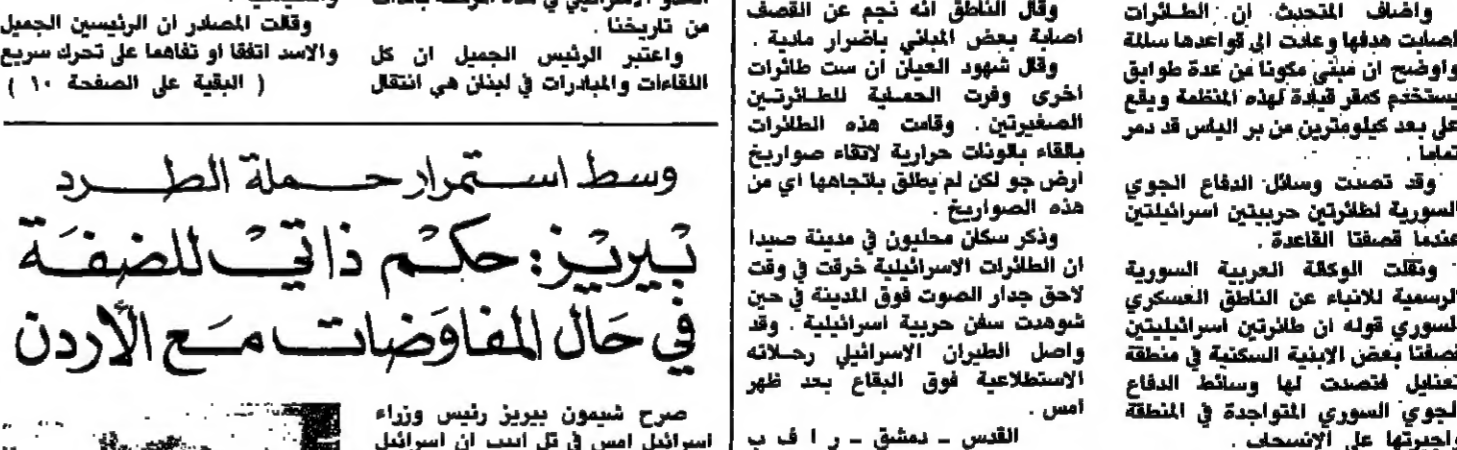 واضاف المتحدث ان الطائرات
اصابت هدفها وعادت الى قواعدها سالمة
واوضح ان مبنى مكونا من عدة طوابق
يستخدم كمقر قيادة لهذه المنظمة ويقع
على بعد كيلومترين من بر الياس قد دمر
تماما .
وقد تصدت وسائل الدفاع الجوي
السورية لطائرتين حربيتين اسرائيليتين
عندما قصفتا القاعدة .
ونقلت الوكالة العربية السورية
الرسمية للانباء عن الناطق العسكري
السوري قوله ان طائرتين اسرائيليتين
قصفتا بعض الابنية السكنية في منطقة
تعنايل فتصدت لها وسائط الدفاع
الجوي السوري المتواجدة في المنطقة
واجبرتها على الانسحاب .
وقال الناطق انه نجم عن القصف
اصابة بعض المباني باضرار مادية .
وقال شهود العيان ان ست طائرات
اخرى وفرت الحماية للطائرتين
الصغيرتين . وقامت هذه الطائرات
بالقاء بالونات حرارية لاتقاء صواريخ
ارض جو لكن لم يطلق باتجاهها اي من
هذه الصواريخ .
وذكر سكان محليون في مدينة صيدا
ان الطائرات الاسرائيلية خرقت في وقت
لاحق جدار الصوت فوق المدينة في حين
شوهدت سفن حربية اسرائيلية . وقد
واصل الطيران الاسرائيلي رحلاته
الاستطلاعية فوق البقاع بعد ظهر
امس .
القدس ـ دمشق ـ ر ا ف ب
من تاريخنا .
واعتبر الرئيس الجميل ان كل
اللقاءات والمبادرات في لبنان هي انتقال
وقالت المصادر ان الرئيسين الجميل
والاسد اتفقا او تفاهما على تحرك سريع
( البقية على الصفحة ١٠ )
وسط استمرار حملة الطرد
بيريز: حكم ذاتي للضفة
في حال المفاوضات مع الأردن
صرح شيمون بيريز رئيس وزراء
اسرائيل امس في تل ابيب ان اسرائيل